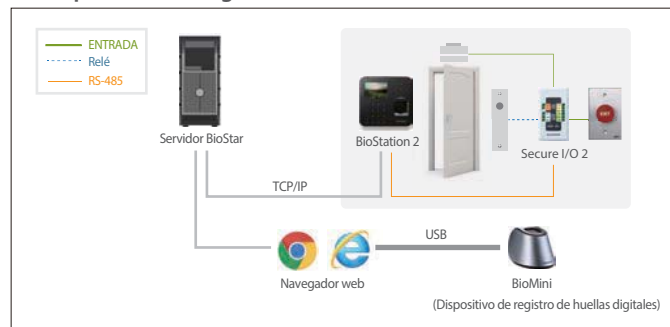 ENTRADA
Relé
RS-485
Servidor BioStar
BioStation 2
EXIT
Secure I/O 2
TCP/IP
USB
Navegador web
BioMini
(Dispositivo de registro de huellas digitales)